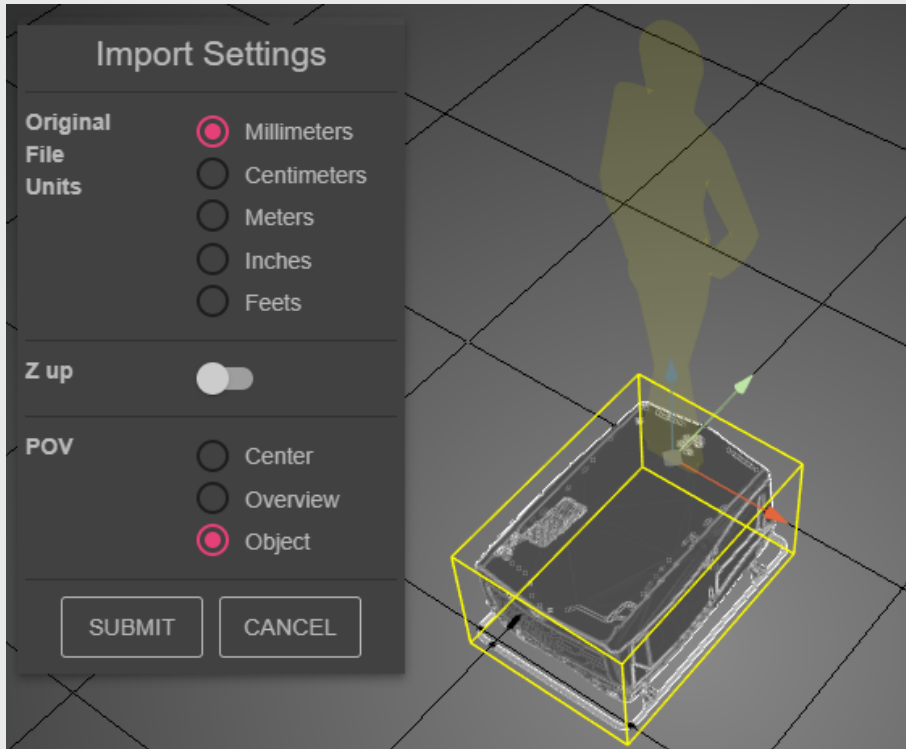 Import Settings
Original
File
Units
Millimeters
Centimeters
Meters
Inches
Feets
Z up
POV
Center
Overview
Object
SUBMIT
CANCEL